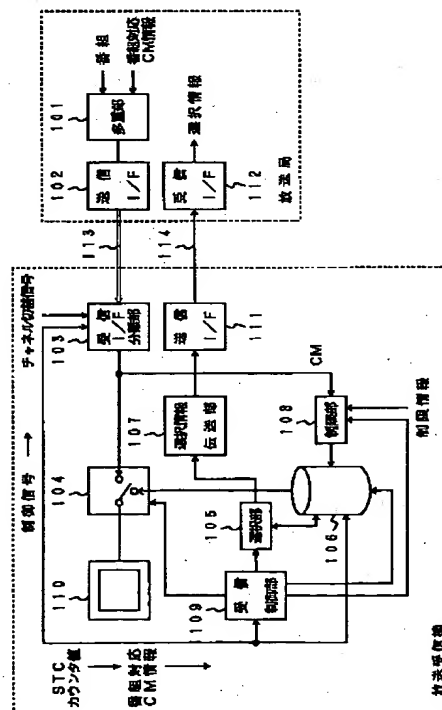 番組
番組対応
CM情報
101
多重部
102
送信
I/F
受信
I/F
112
選択情報
放送局
113
114
チャネル切替信号
制御信号
103
受信
I/F
分離部
送信
I/F
111
CM
104
107
選択情報
伝送部
108
制限部
制限情報
110
105
選択部
106
109
受信
制御部
STC
カウンタ値
番組対応
CM情報
放送受信機